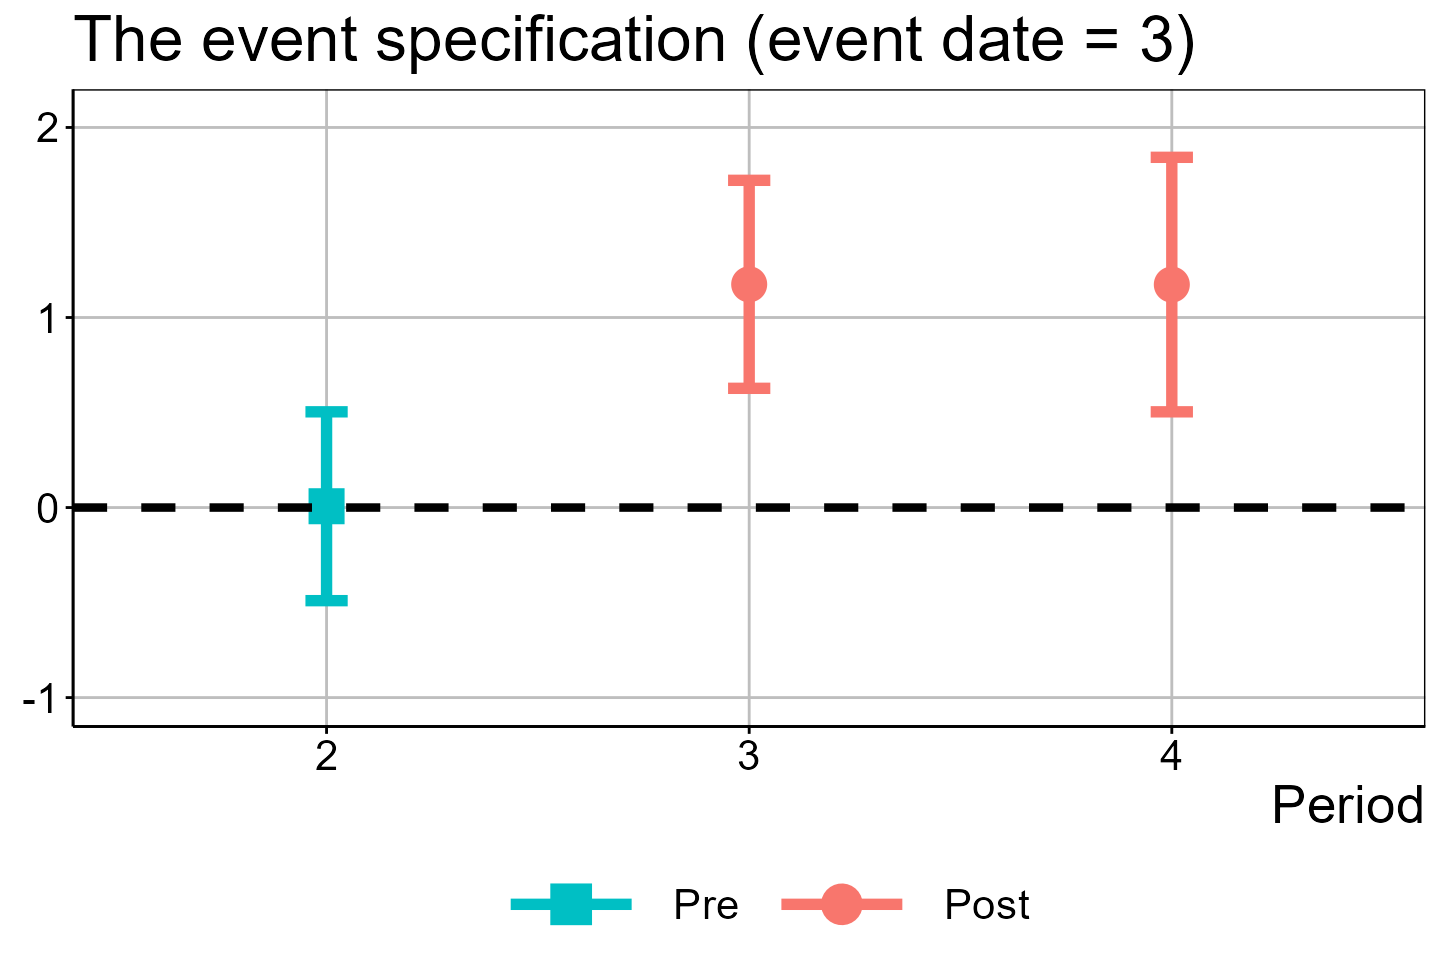 The event specification (event date = 3)
2
1
0
-1
2 3 4
Period
Pre Post